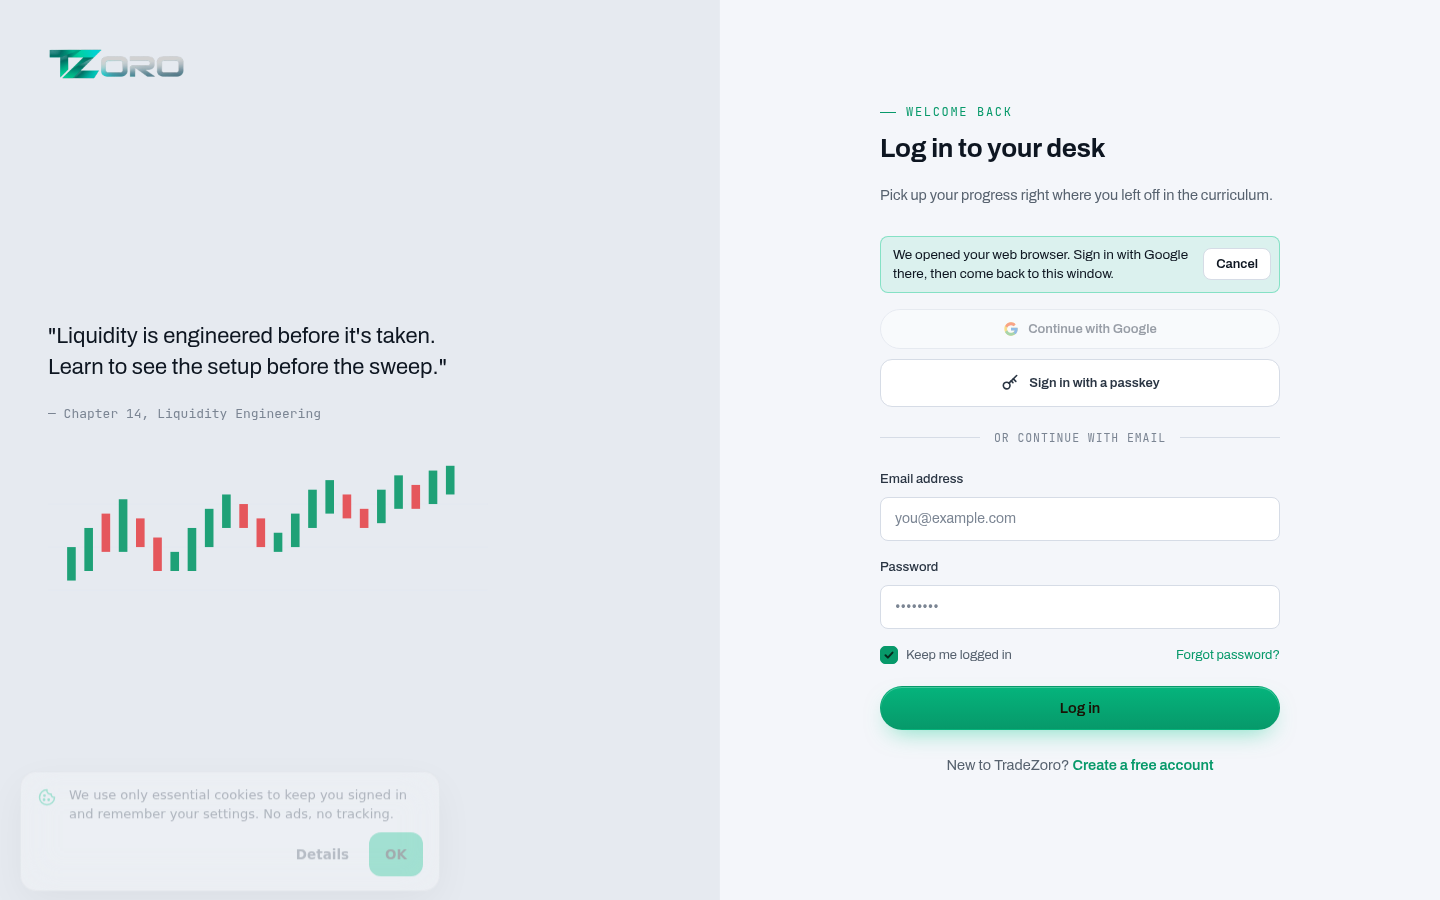 TZORO
"Liquidity is engineered before it's taken.
Learn to see the setup before the sweep."
— Chapter 14, Liquidity Engineering
We use only essential cookies to keep you signed in
and remember your settings. No ads, no tracking.
Details
OK
WELCOME BACK
Log in to your desk
Pick up your progress right where you left off in the curriculum.
We opened your web browser. Sign in with Google
there, then come back to this window.
Cancel
Continue with Google
Sign in with a passkey
OR CONTINUE WITH EMAIL
Email address
you@example.com
Password
••••••••
Keep me logged in
Forgot password?
Log in
New to TradeZoro? Create a free account